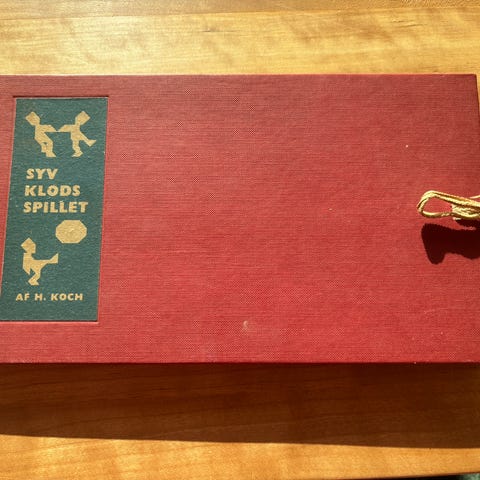 SYV
KLODS
SPILLET
AF H. KOCH